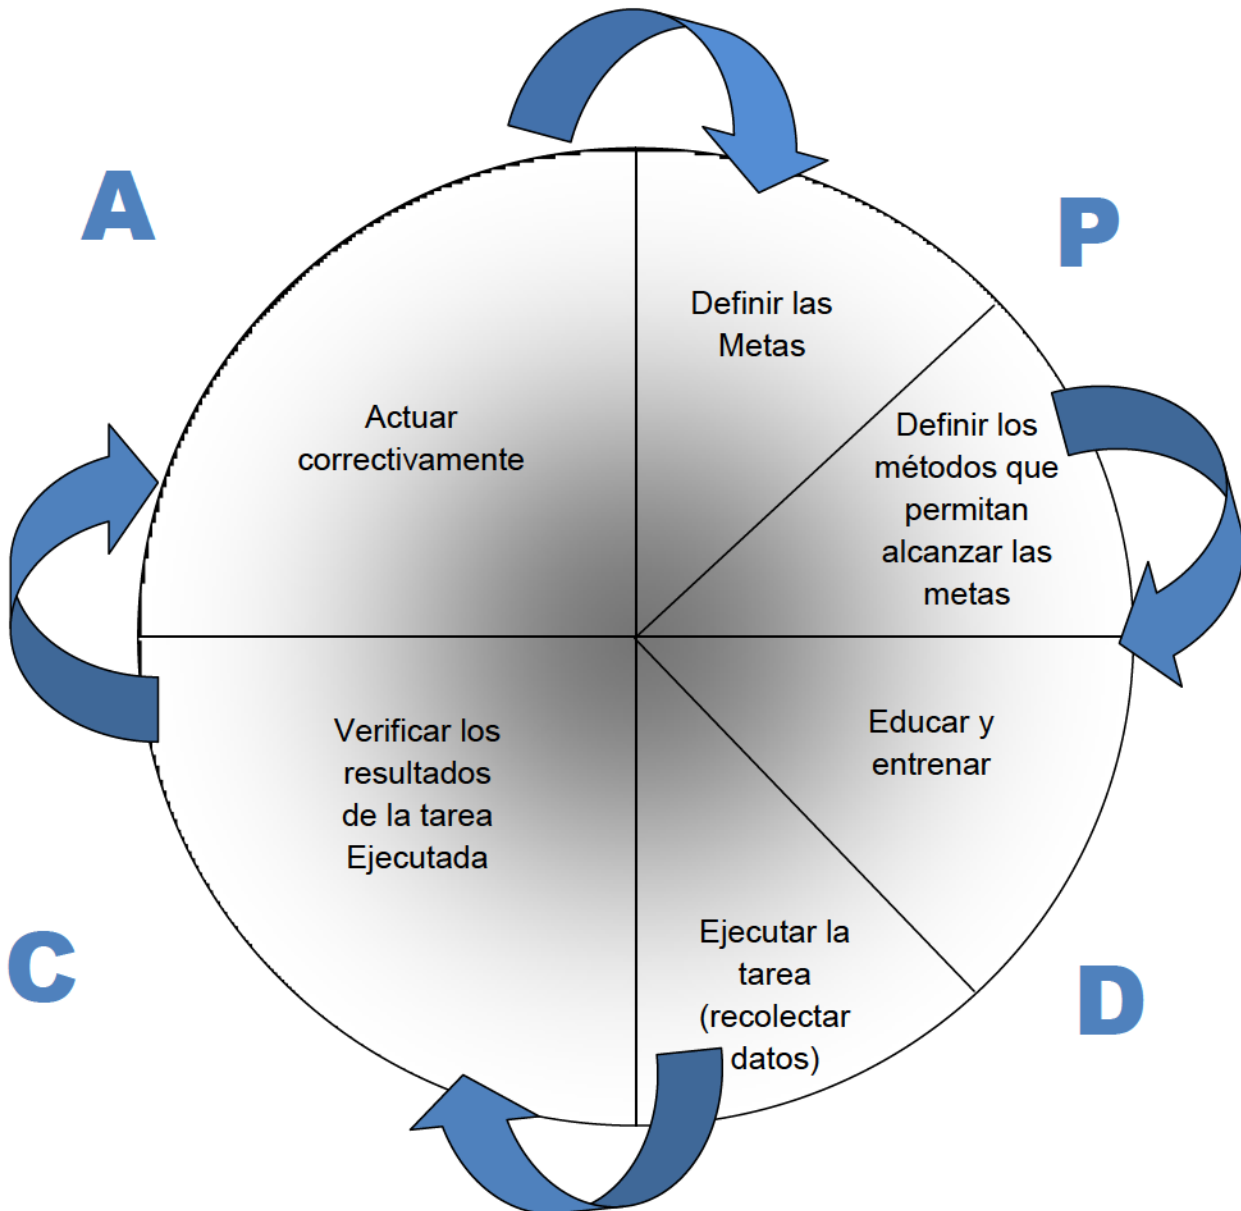 A
P
Definir las
Metas
Definir los
métodos que
permitan
alcanzar las
metas
Actuar
correctivamente
Educar y
entrenar
Verificar los
resultados
de la tarea
Ejecutada
Ejecutar la
tarea
(recolectar
datos)
C
D